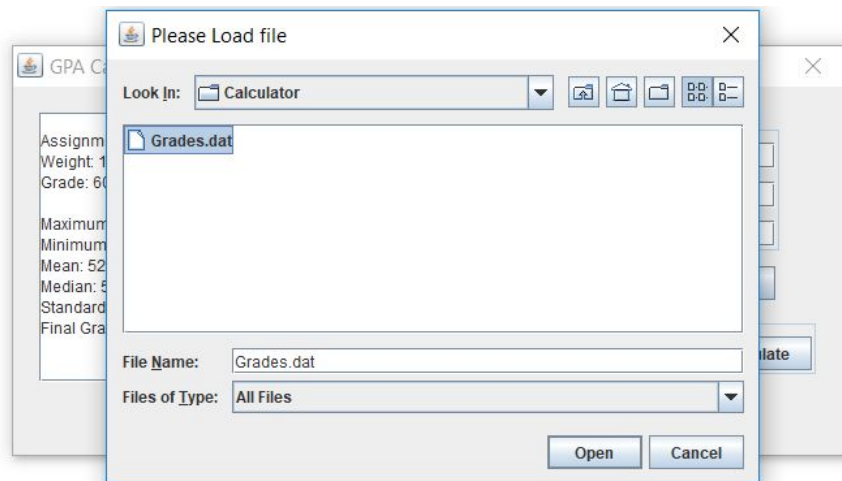 Please Load file
GPA Ca
Look In: Calculator
Grades.dat
Assignm
Weight: 1
Grade: 60
Maximum
Minimum
Mean: 52
Median: 5
Standard
Final Gra
File Name: Grades.dat
Files of Type: All Files
late
Open Cancel